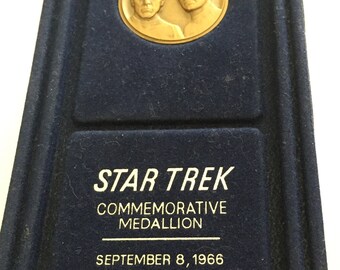 STAR TREK
COMMEMORATIVE
MEDALLION
SEPTEMBER 8, 1966